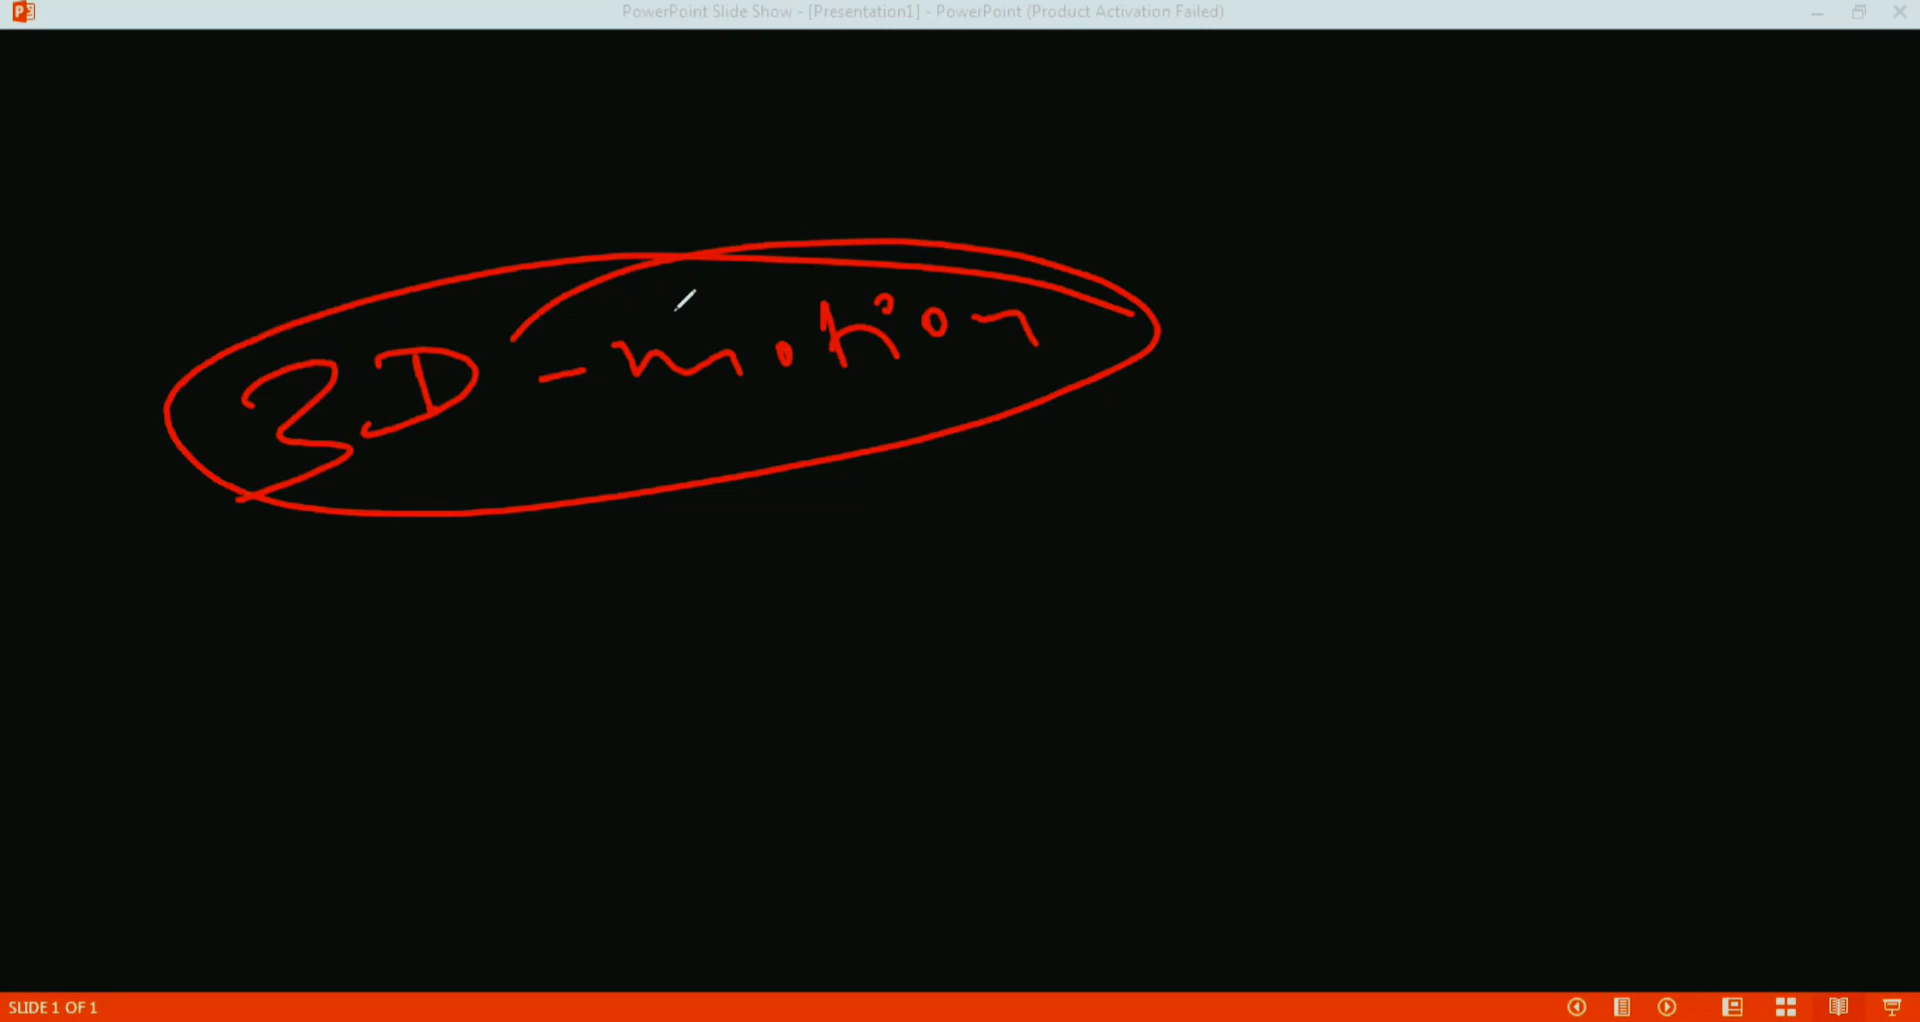 PowerPoint Slide Show - [Presentation1] - PowerPoint (Product Activation Failed)
3D - motion
SLIDE 1 OF 1